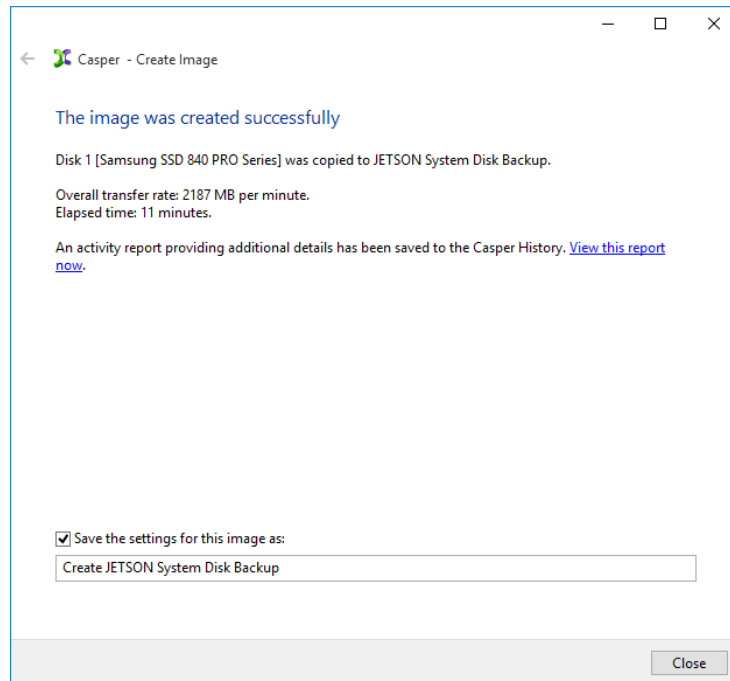 Casper - Create Image
The image was created successfully
Disk 1 [Samsung SSD 840 PRO Series] was copied to JETSON System Disk Backup.
Overall transfer rate: 2187 MB per minute.
Elapsed time: 11 minutes.
An activity report providing additional details has been saved to the Casper History. View this report
now.
Save the settings for this image as:
Create JETSON System Disk Backup
Close